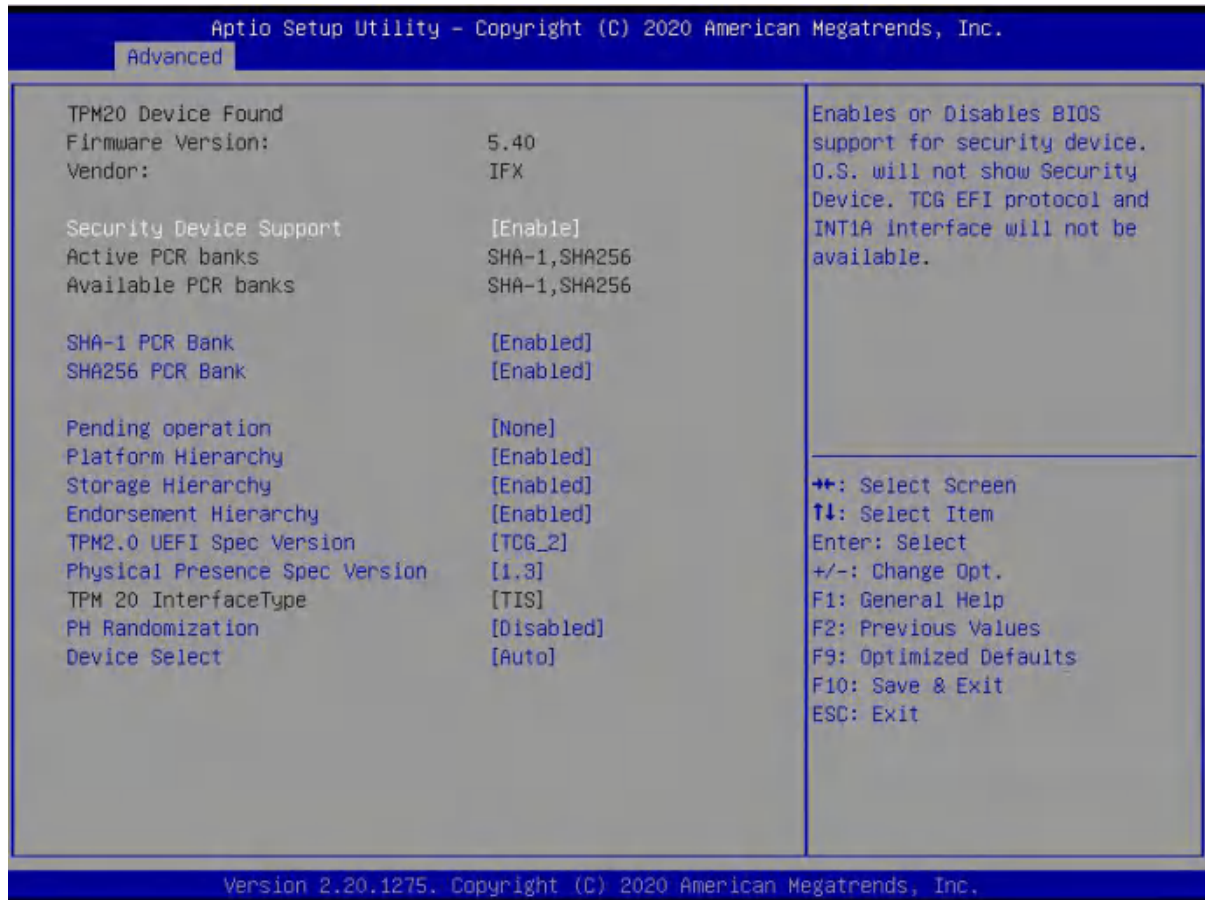 Aptio Setup Utility – Copyright (C) 2020 American Megatrends, Inc.
Advanced
TPM20 Device Found
Firmware Version: 5.40
Vendor: IFX
Security Device Support [Enable]
Active PCR banks SHA-1,SHA256
Available PCR banks SHA-1,SHA256
SHA-1 PCR Bank [Enabled]
SHA256 PCR Bank [Enabled]
Pending operation [None]
Platform Hierarchy [Enabled]
Storage Hierarchy [Enabled]
Endorsement Hierarchy [Enabled]
TPM2.0 UEFI Spec Version [TCG_2]
Physical Presence Spec Version [1.3]
TPM 20 InterfaceType [TIS]
PH Randomization [Disabled]
Device Select [Auto]
Enables or Disables BIOS
support for security device.
O.S. will not show Security
Device. TCG EFI protocol and
INT1A interface will not be
available.
→←: Select Screen
↑↓: Select Item
Enter: Select
+/-: Change Opt.
F1: General Help
F2: Previous Values
F9: Optimized Defaults
F10: Save & Exit
ESC: Exit
Version 2.20.1275. Copyright (C) 2020 American Megatrends, Inc.